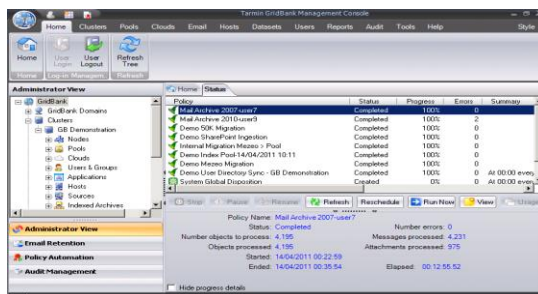 Tarmin GridBank Management Console
Home Clusters Pools Clouds Email Hosts Datasets Users Reports Audit Tools Help Style
Home
User Login
User Logout
Refresh Tree
Home Log-in Managem Refresh
Administrator View
GridBank
GridBank Domains
Clusters
GB Demonstration
Nodes
Pools
Clouds
Users & Groups
Applications
Hosts
Sources
Indexed Archives
Administrator View
Email Retention
Policy Automation
Audit Management
Home Status
Policy Status Progress Errors Summary
Mail Archive 2007-user7 Completed 100% 0
Mail Archive 2010-user9 Completed 100% 2
Demo 50K Migration Completed 100% 0
Demo SharePoint Ingestion Completed 100% 0
Internal Migration Mezeo > Pool Completed 100% 0
Demo Index Pool-14/04/2011 10:11 Completed 100% 0
Demo Mezeo Migration Completed 100% 0
Demo User Directory Sync - GB Demonstration Completed 100% 0 At 00:00 every
System Global Disposition Created 0% 0 At 00:00 every
Stop Pause Resume Refresh Reschedule Run Now View Usage
Policy Name: Mail Archive 2007-user7
Status: Completed Number errors: 0
Number objects to process: 4,195 Messages processed: 4,231
Objects processed: 4,195 Attachments processed: 975
Started: 14/04/2011 00:22:59
Ended: 14/04/2011 00:35:54 Elapsed: 00:12:55.52
Hide progress details